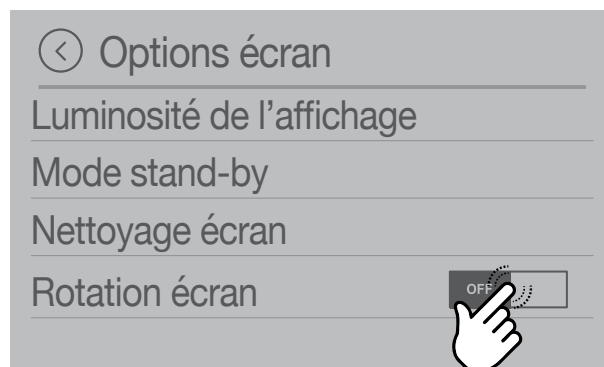 Options écran
Luminosité de l’affichage
Mode stand-by
Nettoyage écran
Rotation écran OFF